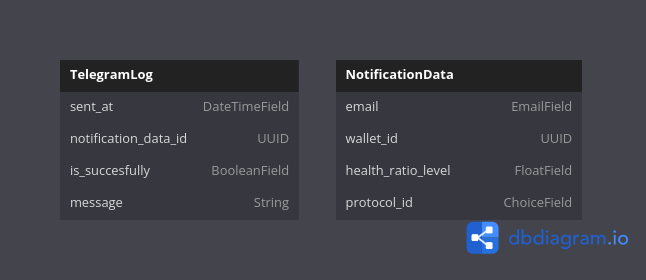 TelegramLog
sent_at DateTimeField
notification_data_id UUID
is_succesfully BooleanField
message String
NotificationData
email EmailField
wallet_id UUID
health_ratio_level FloatField
protocol_id ChoiceField
dbdiagram.io